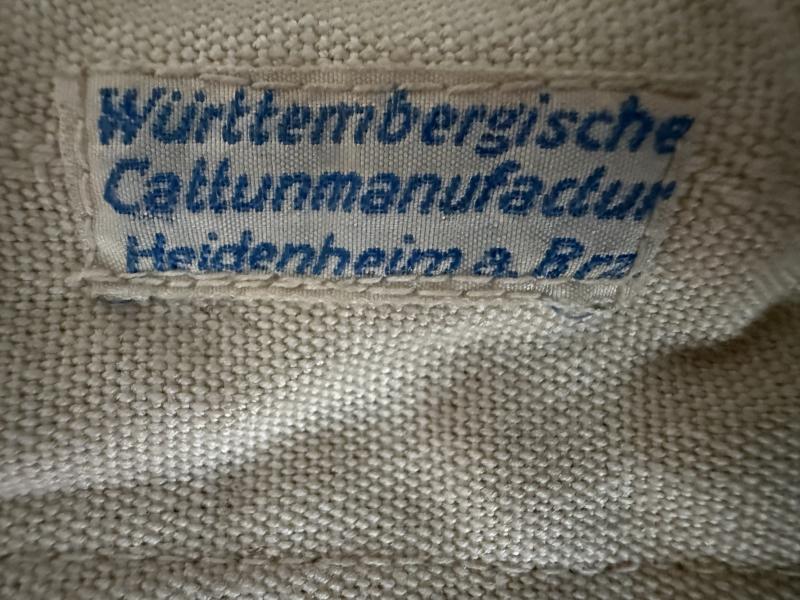 Württembergische
Cattunmanufactur
Heidenheim a. Brz.